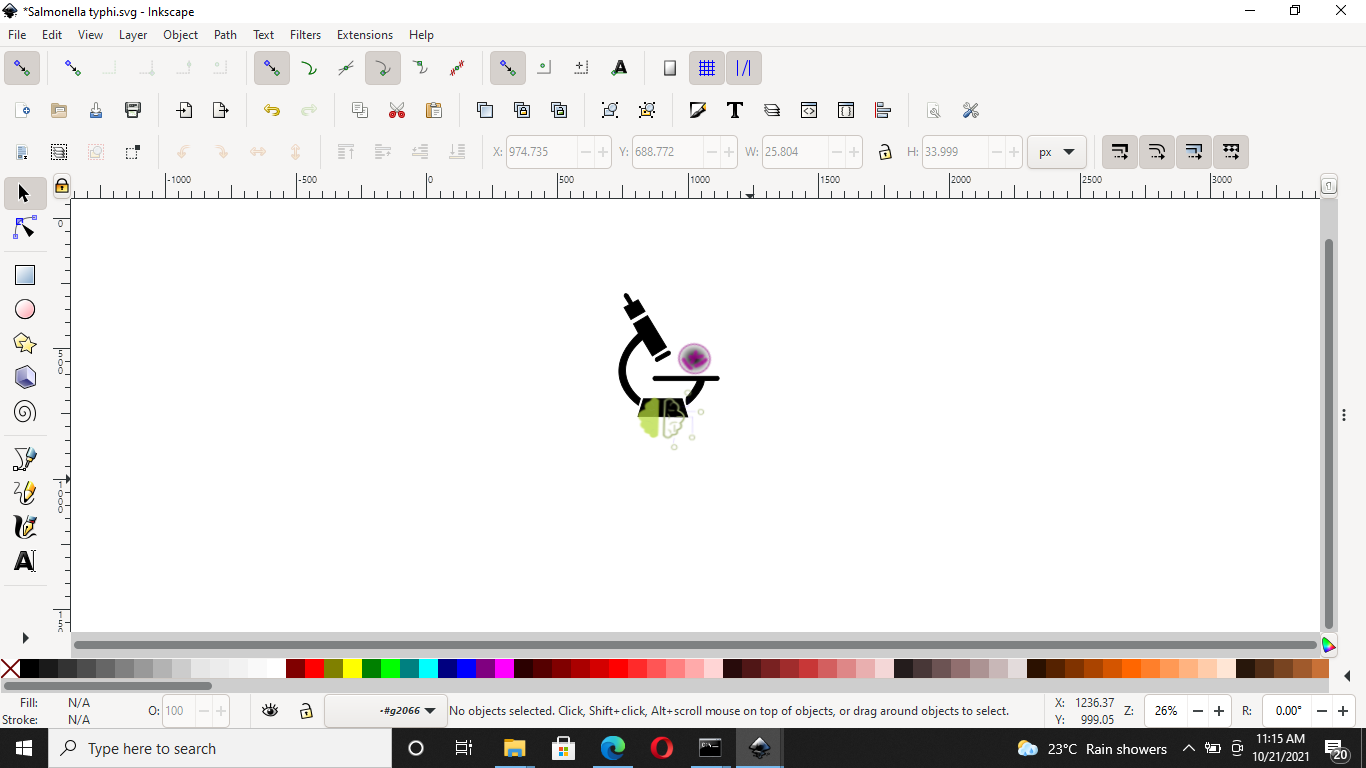 *Salmonella typhi.svg - Inkscape
File Edit View Layer Object Path Text Filters Extensions Help
X: 974.735 Y: 688.772 W: 25.804 H: 33.999 px
-1000 -500 0 500 1000 1500 2000 2500 3000
0
500
1000
15
Fill: N/A O: 100 -#g2066 No objects selected. Click, Shift+click, Alt+scroll mouse on top of objects, or drag around objects to select. X: 1236.37 Z: 26% R: 0.00°
Stroke: N/A Y: 999.05
Type here to search 23°C Rain showers 11:15 AM
10/21/2021 20